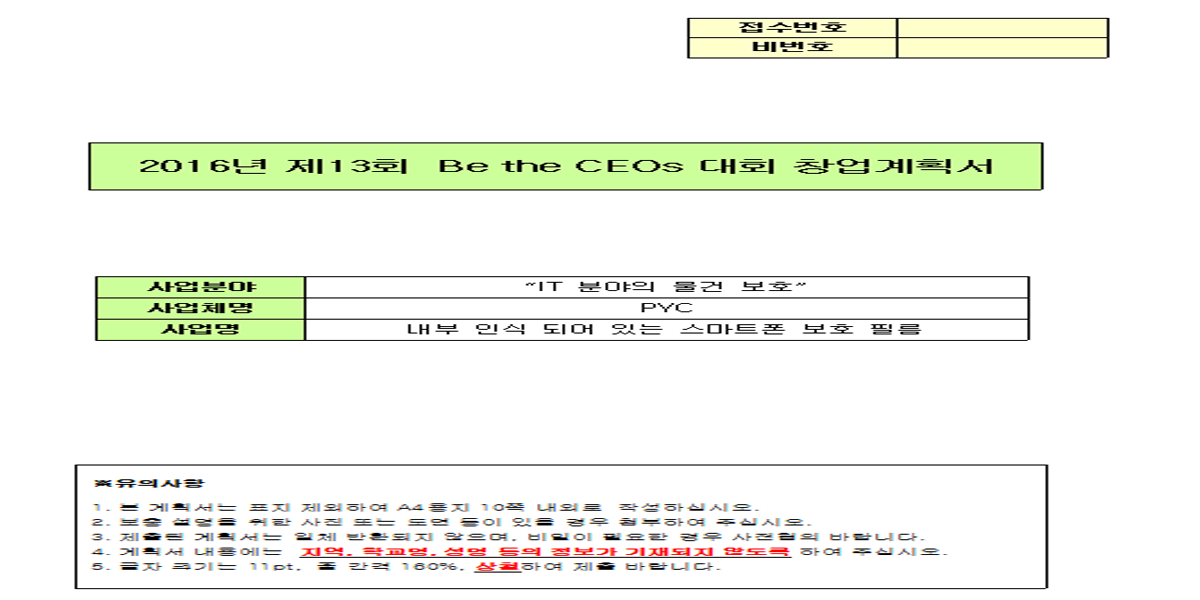 접수번호
비번호
2016년 제13회 Be the CEOs 대회 창업계획서
사업분야 “IT 분야의 물건 보호”
사업체명 PYC
사업명 내부 인식 되어 있는 스마트폰 보호 필름
※유의사항
1. 본 계획서는 표지 제외하여 A4용지 10쪽 내외로 작성하십시오.
2. 보충 설명을 위한 사진 또는 도면 등이 있을 경우 첨부하여 주십시오.
3. 제출된 계획서는 일체 반환되지 않으며, 비밀이 필요한 경우 사전협의 바랍니다.
4. 계획서 내용에는 지역, 학교명, 성명 등의 정보가 기재되지 않도록 하여 주십시오.
5. 글자 크기는 11pt, 줄 간격 160%, 상철하여 제출 바랍니다.